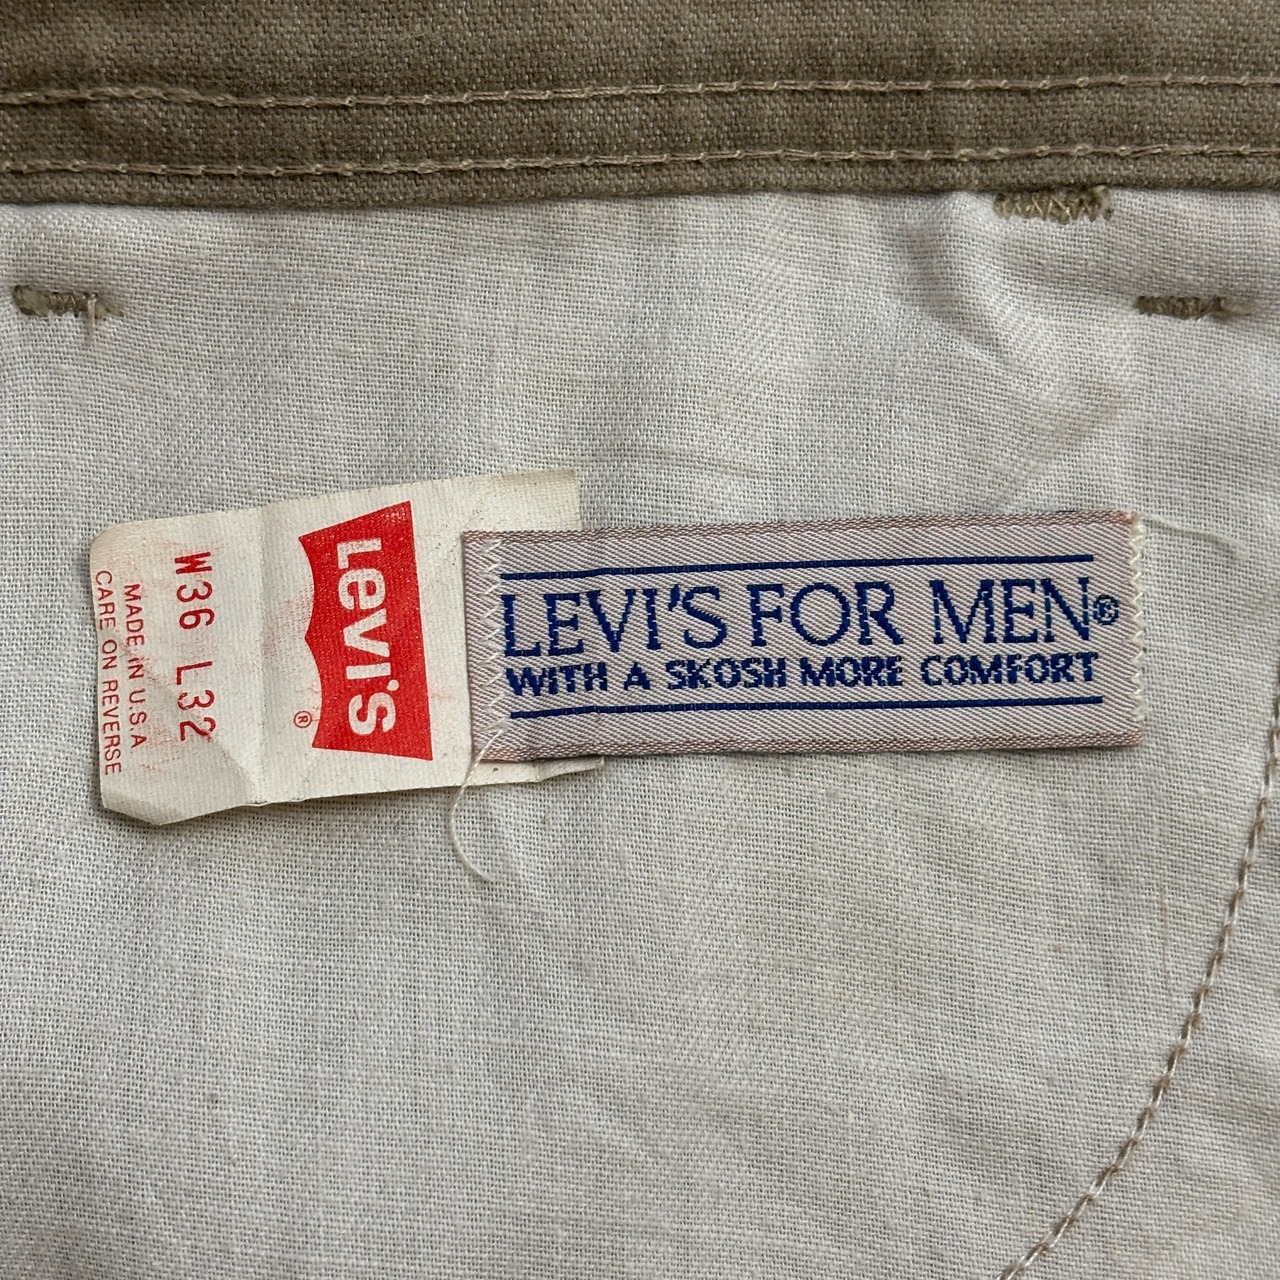 Levi's
®
W36 L32
MADE IN U.S.A
CARE ON REVERSE
LEVI'S FOR MEN®
WITH A SKOSH MORE COMFORT